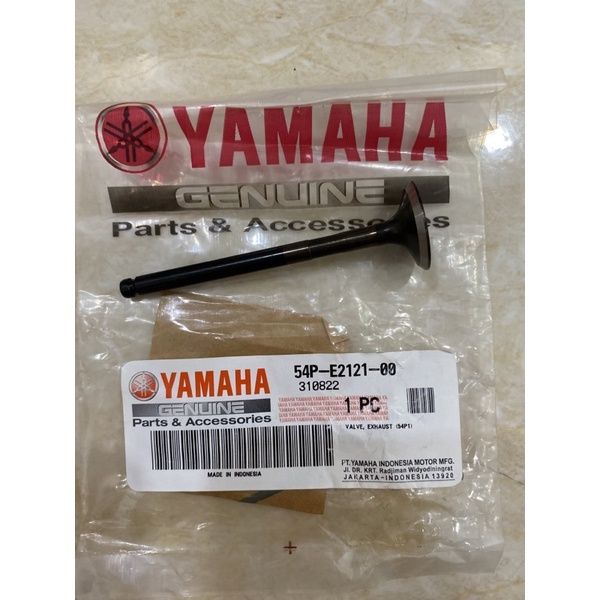 YAMAHA
GENUINE
Parts & Accessories
YAMAHA
GENUINE
Parts & Accessories
MADE IN INDONESIA
54P-E2121-00
310822
1 PC
VALVE, EXHAUST (54P1)
PT.YAMAHA INDONESIA MOTOR MFG.
JL. DR. KRT. Radjiman Widyodiningrat
JAKARTA-INDONESIA 13920